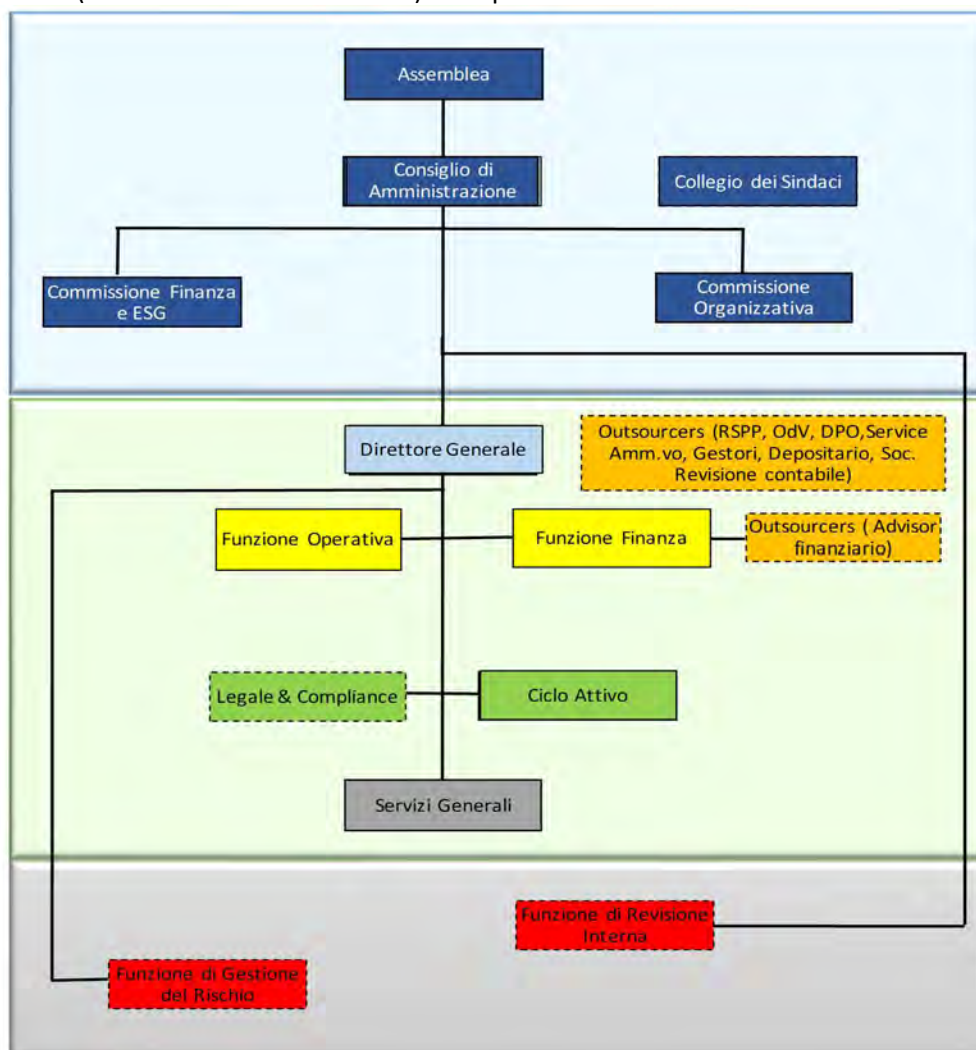 Assemblea
Consiglio di
Amministrazione
Collegio dei Sindaci
Commissione Finanza
e ESG
Commissione
Organizzativa
Direttore Generale
Outsourcers (RSPP, OdV, DPO,Service
Amm.vo, Gestori, Depositario, Soc.
Revisione contabile)
Funzione Operativa
Funzione Finanza
Outsourcers ( Advisor
finanziario)
Legale & Compliance
Ciclo Attivo
Servizi Generali
Funzione di Revisione
Interna
Funzione di Gestione
del Rischio